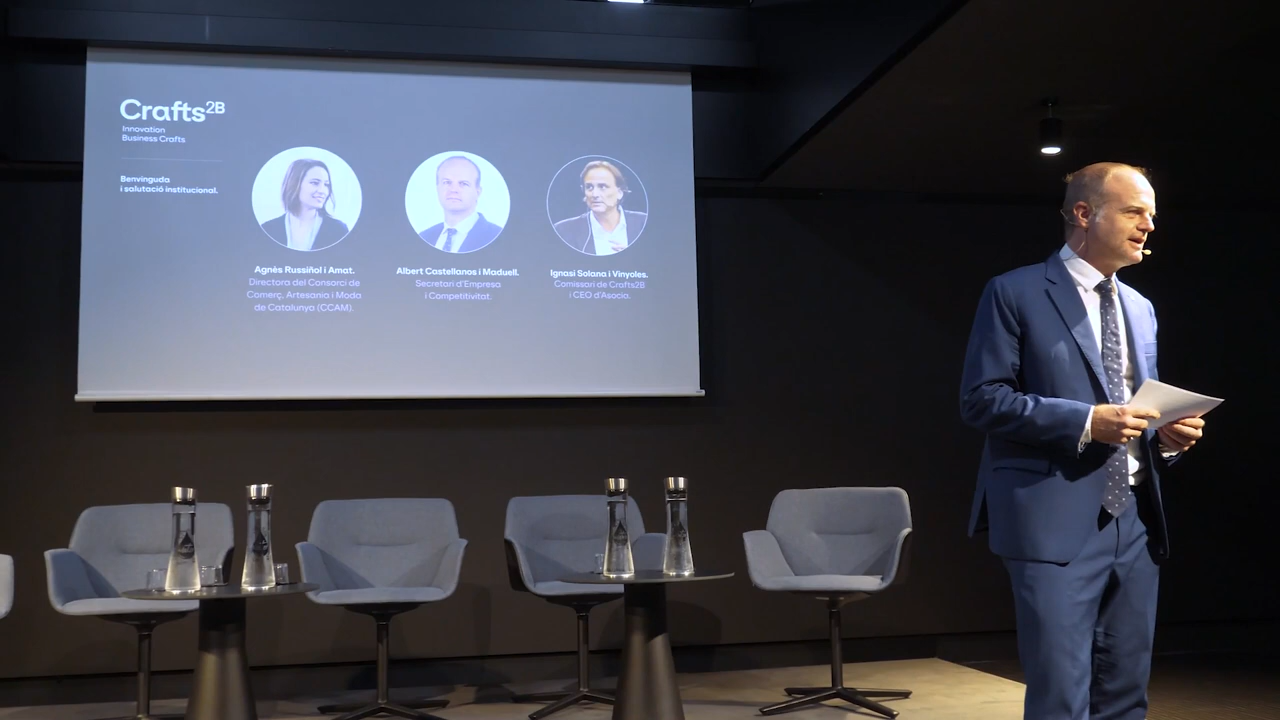 Crafts2B
Innovation
Business Crafts
Benvinguda
i salutació institucional.
Agnès Russiñol i Amat.
Directora del Consorci de
Comerç, Artesania i Moda
de Catalunya (CCAM).
Albert Castellanos i Maduell.
Secretari d'Empresa
i Competitivitat.
Ignasi Solana i Vinyoles.
Comissari de Crafts2B
i CEO d'Asocia.